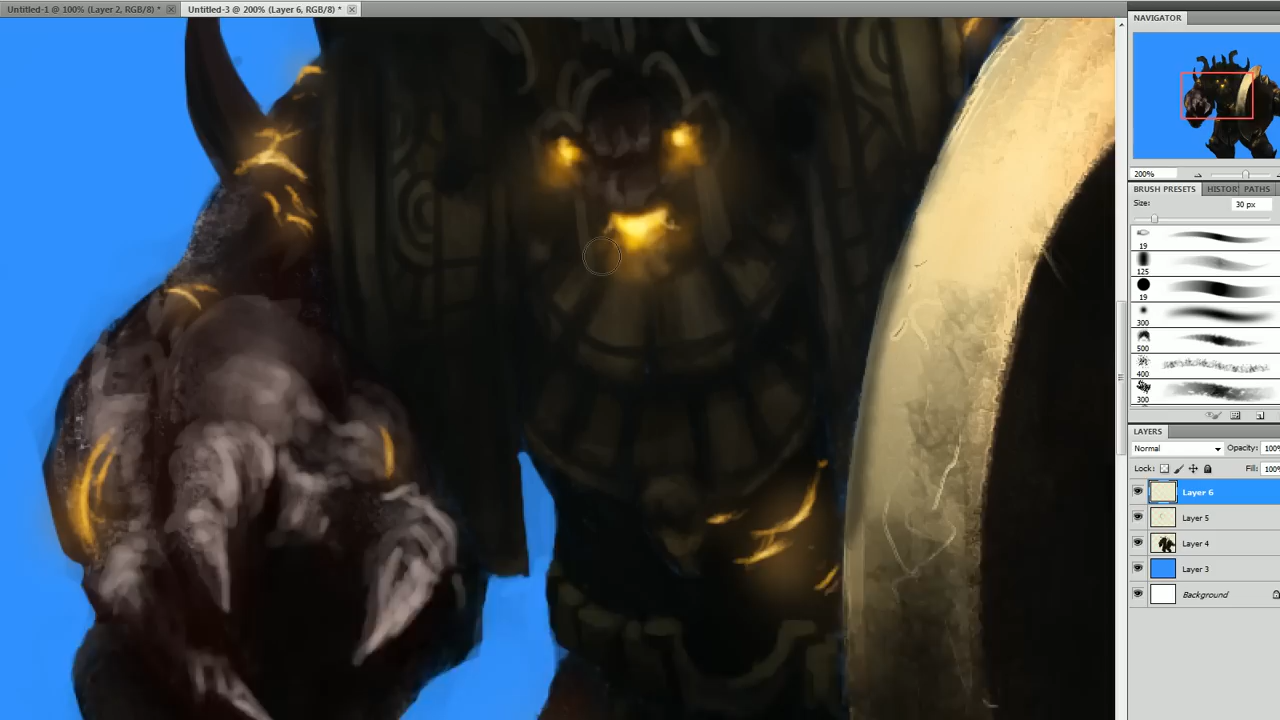 Untitled-1 @ 100% (Layer 2, RGB/8) * Untitled-3 @ 200% (Layer 6, RGB/8) *
NAVIGATOR
200%
BRUSH PRESETS HISTOR PATHS
Size: 30 px
19
125
19
300
500
400
300
LAYERS
Normal Opacity: 100%
Lock: Fill: 100%
Layer 6
Layer 5
Layer 4
Layer 3
Background